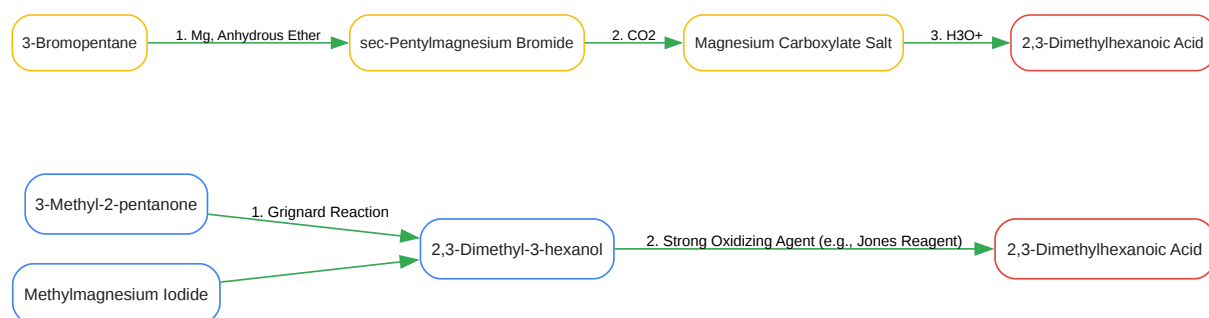 3-Bromopentane
1. Mg, Anhydrous Ether
sec-Pentylmagnesium Bromide
2. CO2
Magnesium Carboxylate Salt
3. H3O+
2,3-Dimethylhexanoic Acid
3-Methyl-2-pentanone
1. Grignard Reaction
Methylmagnesium Iodide
2,3-Dimethyl-3-hexanol
2. Strong Oxidizing Agent (e.g., Jones Reagent)
2,3-Dimethylhexanoic Acid